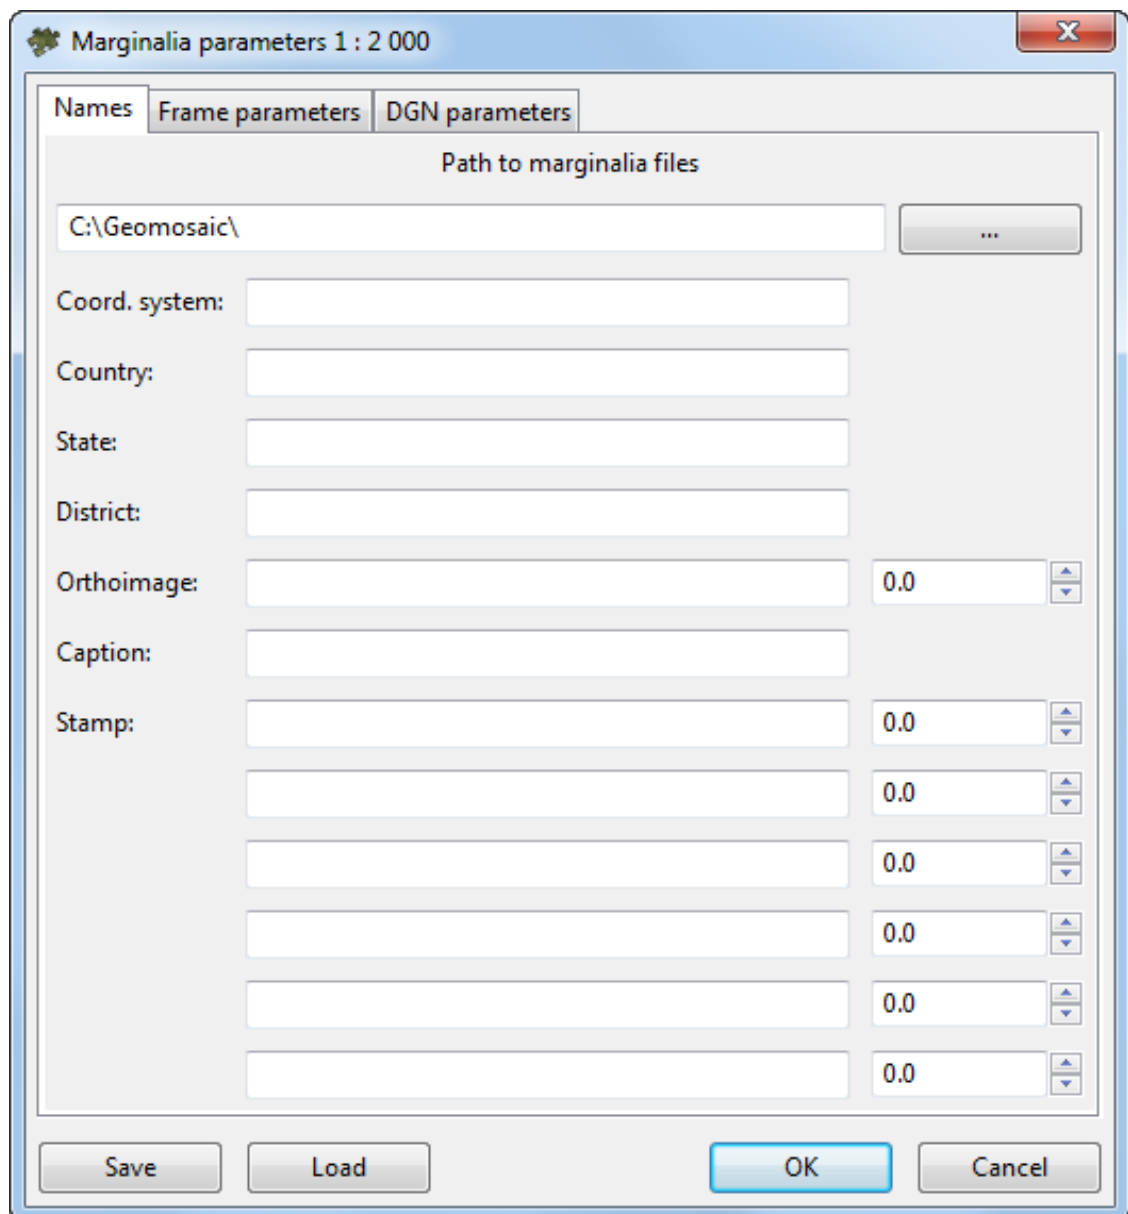 Marginalia parameters 1 : 2 000
Names Frame parameters DGN parameters
Path to marginalia files
C:\Geomosaic\ ...
Coord. system:
Country:
State:
District:
Orthoimage: 0.0
Caption:
Stamp: 0.0
0.0
0.0
0.0
0.0
0.0
Save Load OK Cancel